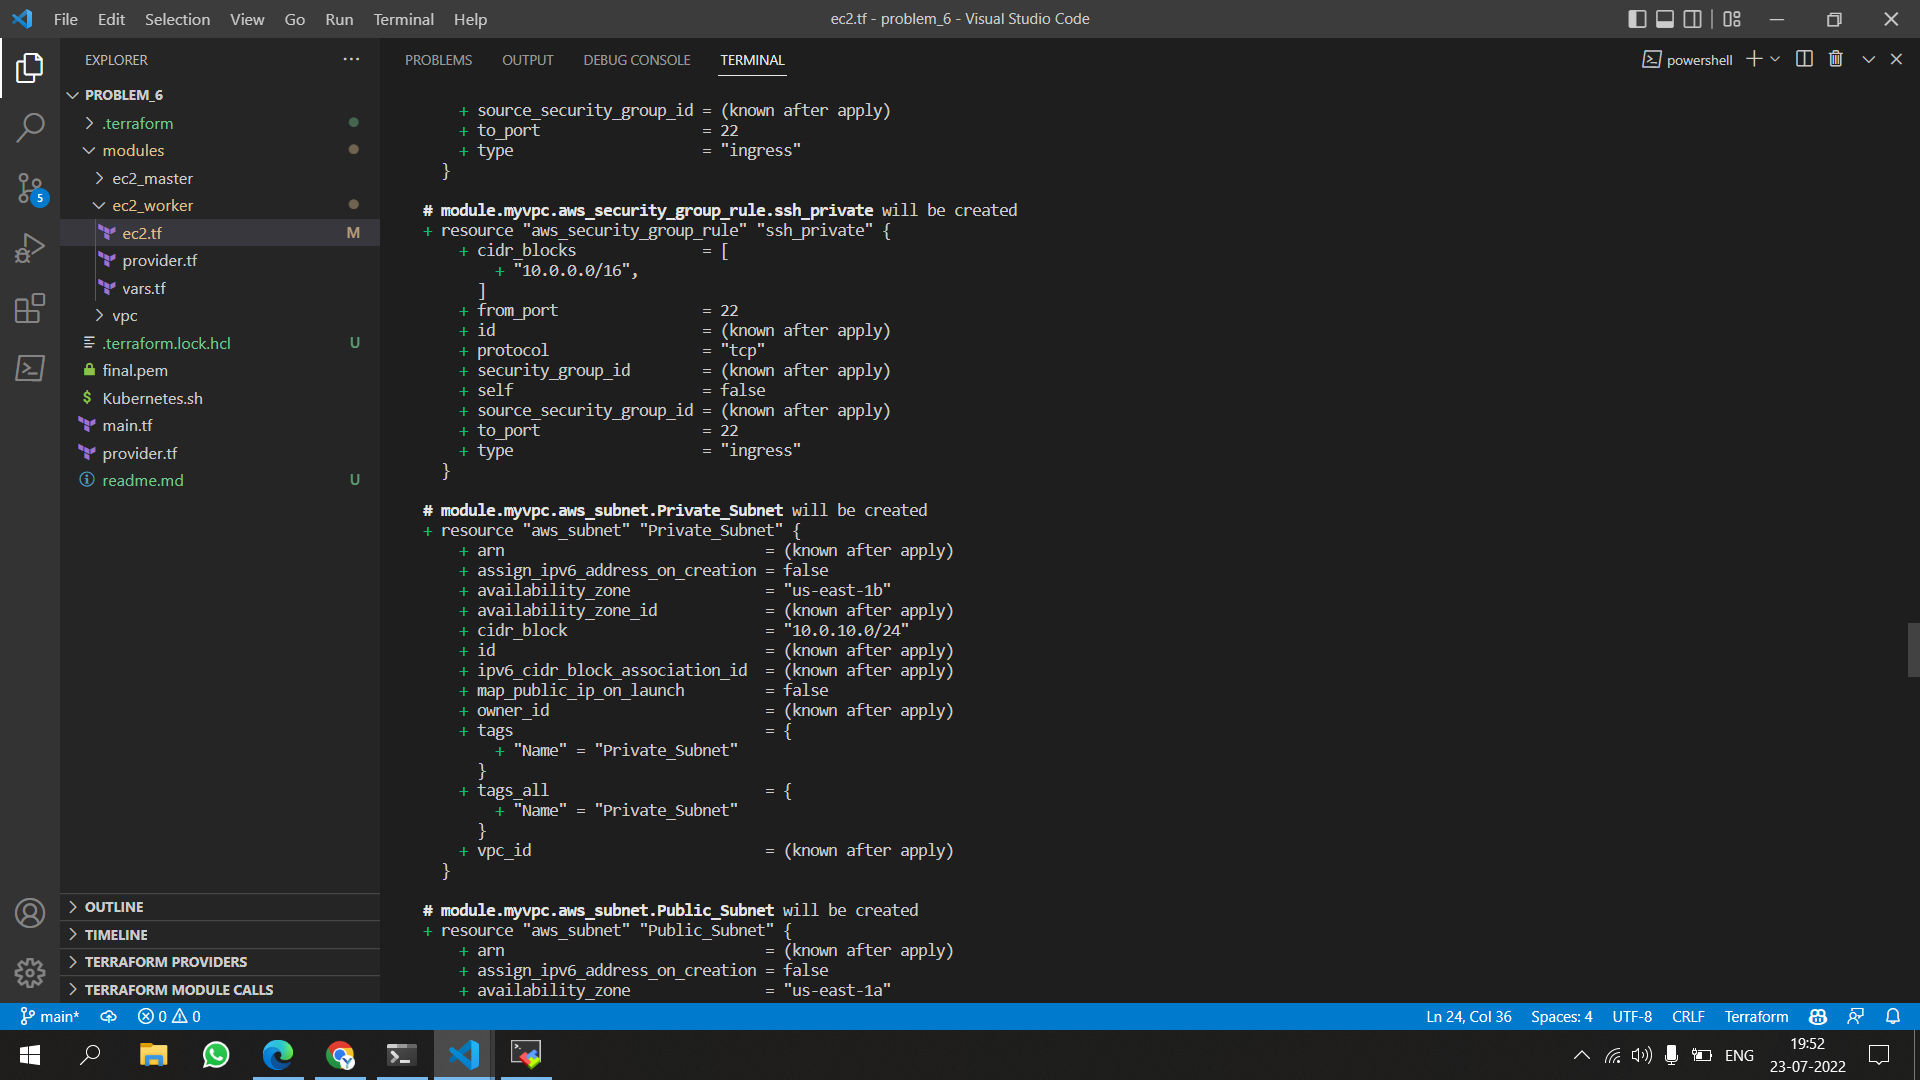 File Edit Selection View Go Run Terminal Help
ec2.tf - problem_6 - Visual Studio Code
EXPLORER
PROBLEM_6
.terraform
modules
ec2_master
ec2_worker
ec2.tf M
provider.tf
vars.tf
vpc
.terraform.lock.hcl U
final.pem
Kubernetes.sh
main.tf
provider.tf
readme.md U
5
OUTLINE
TIMELINE
TERRAFORM PROVIDERS
TERRAFORM MODULE CALLS
PROBLEMS OUTPUT DEBUG CONSOLE TERMINAL
powershell
+ source_security_group_id = (known after apply)
+ to_port = 22
+ type = "ingress"
}
# module.myvpc.aws_security_group_rule.ssh_private will be created
+ resource "aws_security_group_rule" "ssh_private" {
+ cidr_blocks = [
+ "10.0.0.0/16",
]
+ from_port = 22
+ id = (known after apply)
+ protocol = "tcp"
+ security_group_id = (known after apply)
+ self = false
+ source_security_group_id = (known after apply)
+ to_port = 22
+ type = "ingress"
}
# module.myvpc.aws_subnet.Private_Subnet will be created
+ resource "aws_subnet" "Private_Subnet" {
+ arn = (known after apply)
+ assign_ipv6_address_on_creation = false
+ availability_zone = "us-east-1b"
+ availability_zone_id = (known after apply)
+ cidr_block = "10.0.10.0/24"
+ id = (known after apply)
+ ipv6_cidr_block_association_id = (known after apply)
+ map_public_ip_on_launch = false
+ owner_id = (known after apply)
+ tags = {
+ "Name" = "Private_Subnet"
}
+ tags_all = {
+ "Name" = "Private_Subnet"
}
+ vpc_id = (known after apply)
}
# module.myvpc.aws_subnet.Public_Subnet will be created
+ resource "aws_subnet" "Public_Subnet" {
+ arn = (known after apply)
+ assign_ipv6_address_on_creation = false
+ availability_zone = "us-east-1a"
main* 0 0
Ln 24, Col 36 Spaces: 4 UTF-8 CRLF Terraform
ENG
19:52
23-07-2022